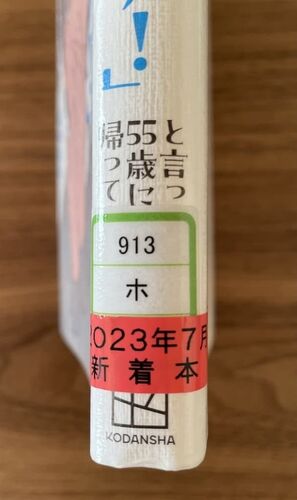 ！」
と言っ
55歳に
帰って
913
ホ
2023年7月
新着本
KODANSHA